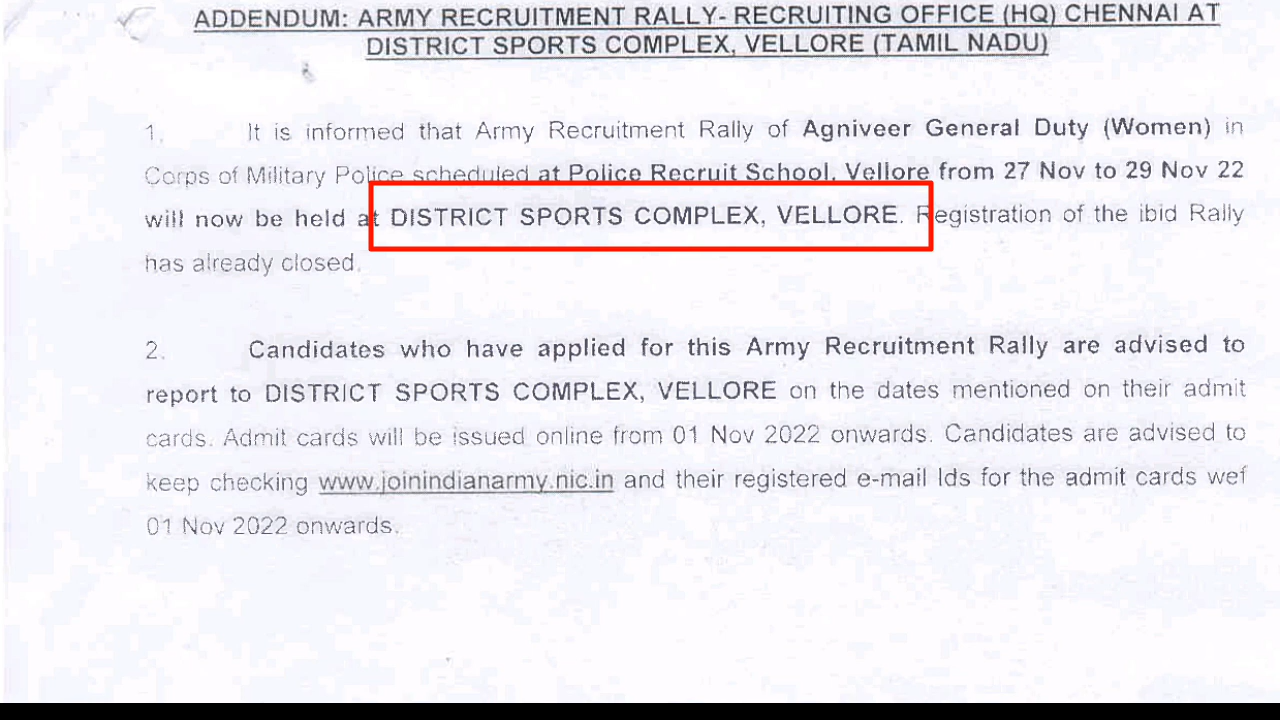 ADDENDUM: ARMY RECRUITMENT RALLY- RECRUITING OFFICE (HQ) CHENNAI AT
DISTRICT SPORTS COMPLEX, VELLORE (TAMIL NADU)
1. It is informed that Army Recruitment Rally of Agniveer General Duty (Women) in
Corps of Military Police scheduled at Police Recruit School, Vellore from 27 Nov to 29 Nov 22
will now be held at DISTRICT SPORTS COMPLEX, VELLORE. Registration of the ibid Rally
has already closed.
2. Candidates who have applied for this Army Recruitment Rally are advised to
report to DISTRICT SPORTS COMPLEX, VELLORE on the dates mentioned on their admit
cards. Admit cards will be issued online from 01 Nov 2022 onwards. Candidates are advised to
keep checking www.joinindianarmy.nic.in and their registered e-mail Ids for the admit cards wef
01 Nov 2022 onwards.